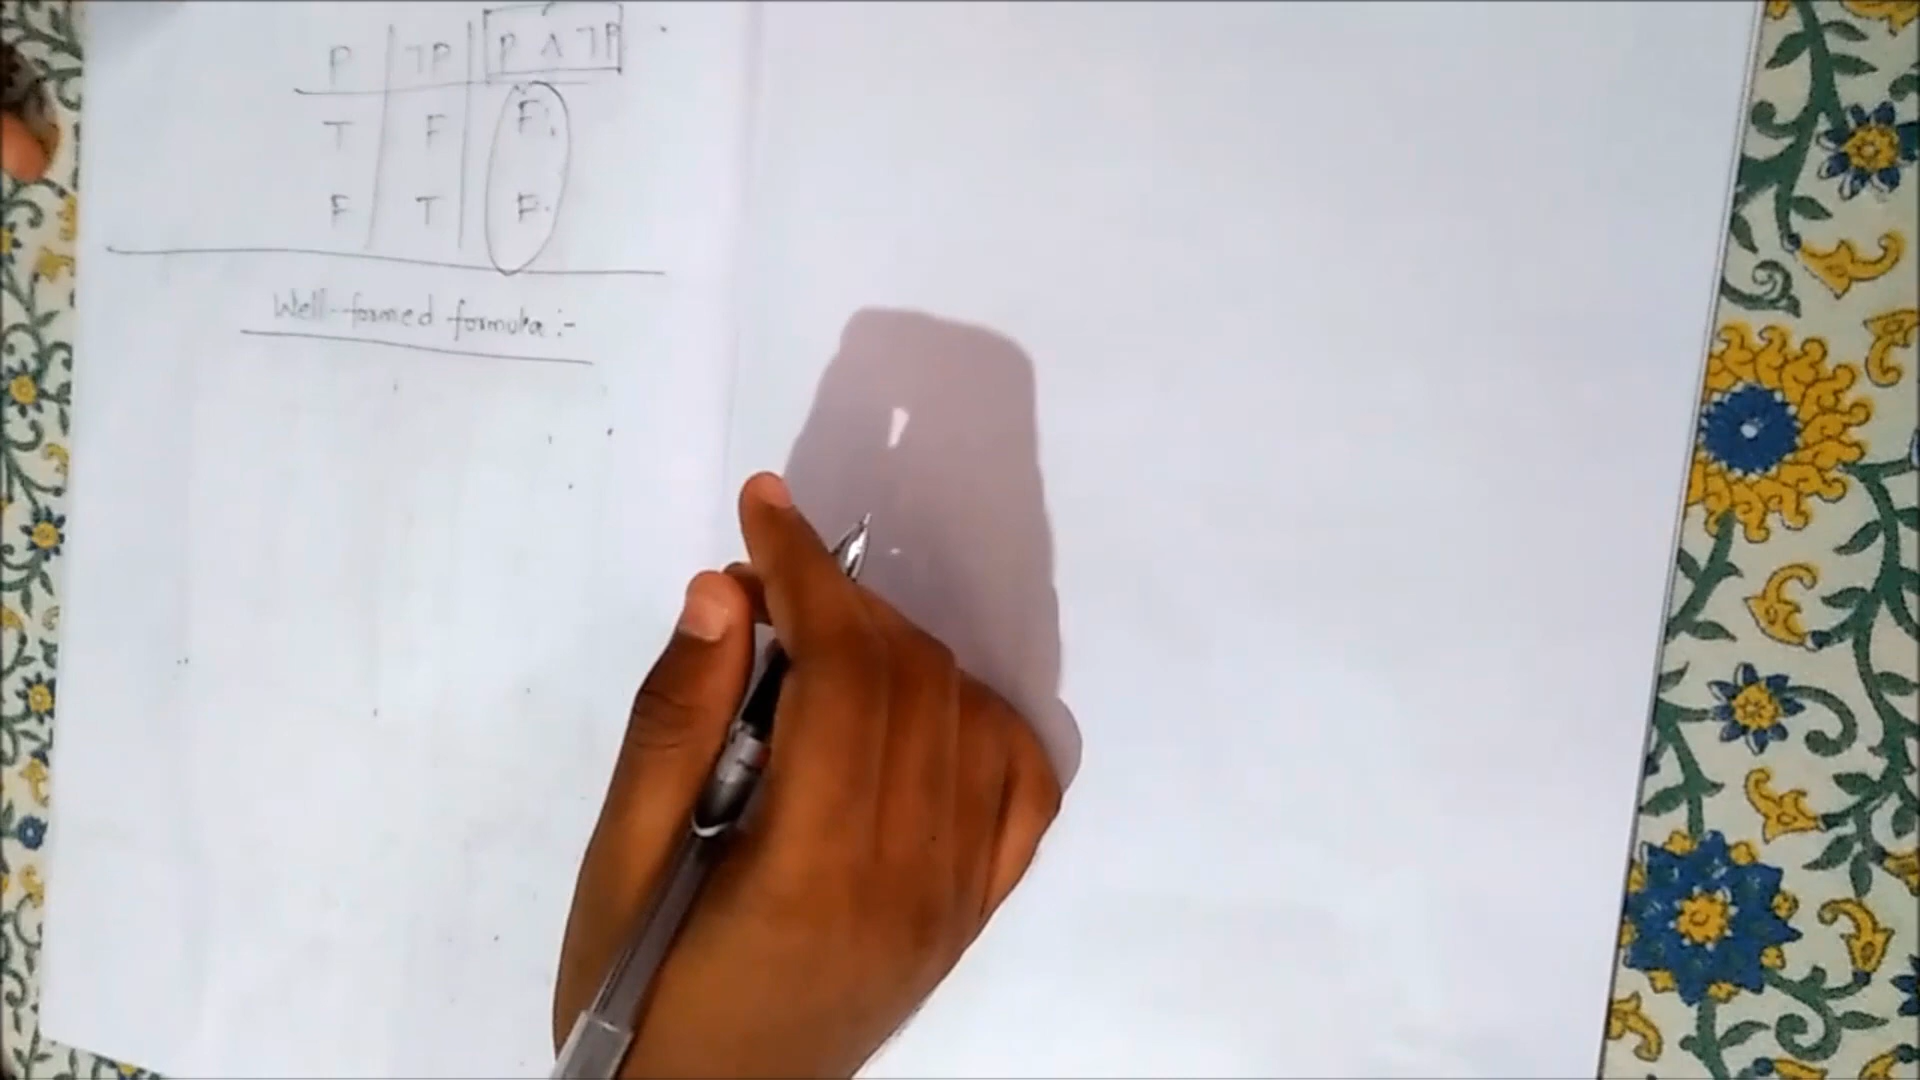 P ¬P P ∧ ¬P
T F F
F T F
Well-formed formula :-